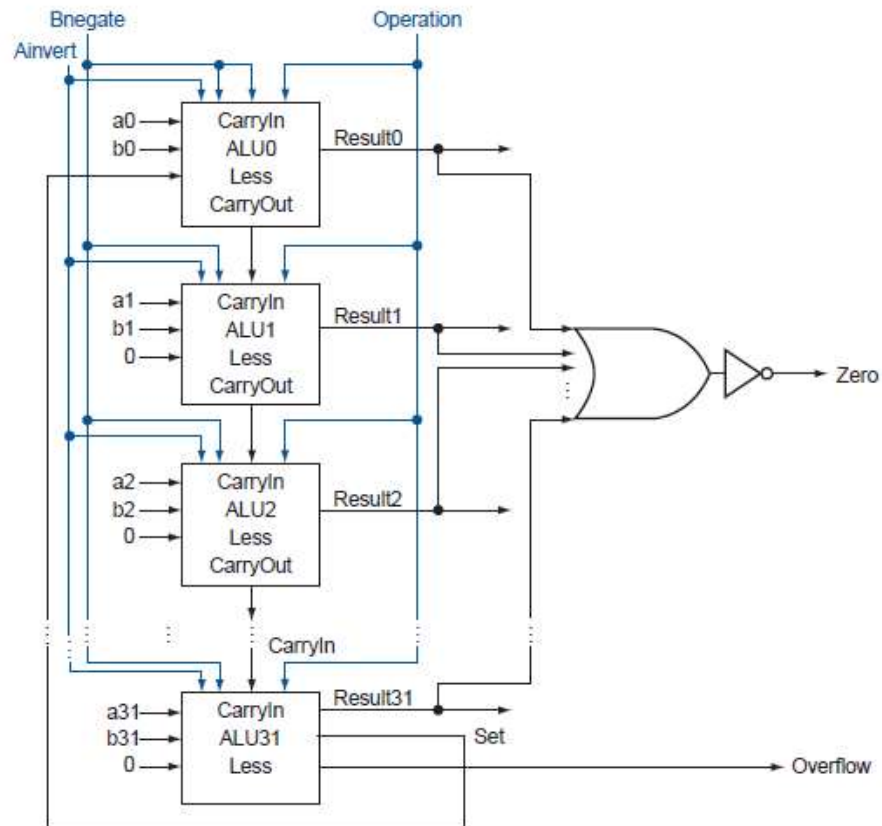 Bnegate
Operation
Ainvert
a0
CarryIn
Result0
b0
ALU0
Less
CarryOut
a1
CarryIn
Result1
b1
ALU1
0
Less
CarryOut
Zero
a2
CarryIn
Result2
b2
ALU2
0
Less
CarryOut
CarryIn
a31
CarryIn
Result31
b31
ALU31
Set
0
Less
Overflow